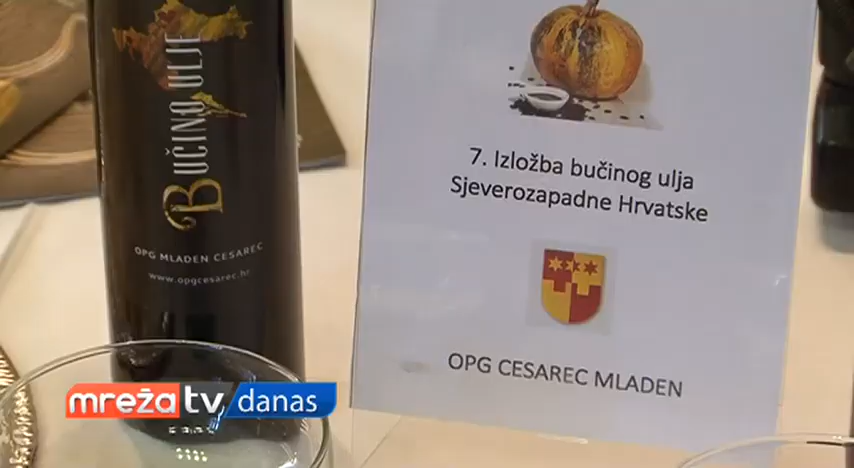 BUČINO ULJE
OPG MLADEN CESAREC
www.opgcesarec.hr
7. Izložba bučinog ulja
Sjeverozapadne Hrvatske
OPG CESAREC MLADEN
mreža tv danas